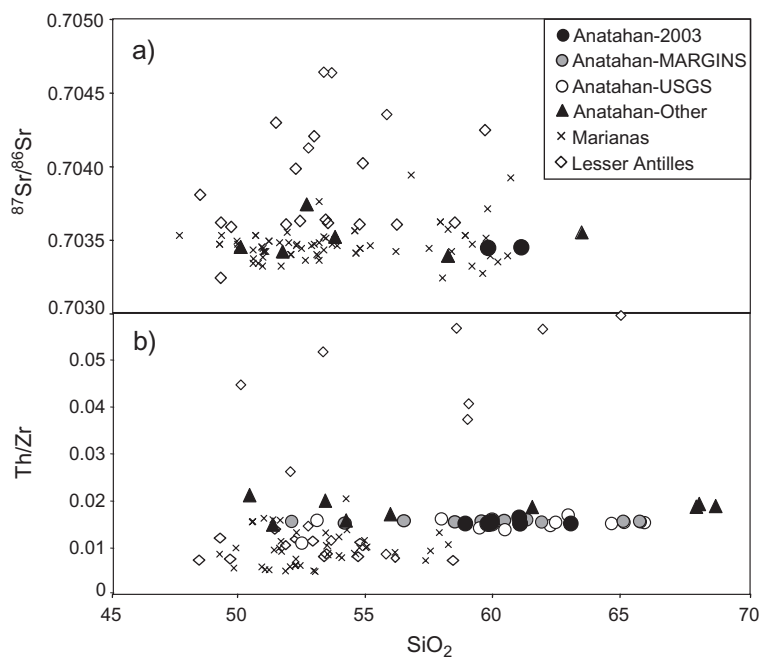 0.7050
a)
Anatahan-2003
Anatahan-MARGINS
0.7045
Anatahan-USGS
Anatahan-Other
Marianas
0.7040
Lesser Antilles
87Sr/86Sr
0.7035
0.7030
b)
0.05
0.04
Th/Zr
0.03
0.02
0.01
0
45 50 55 60 65 70
SiO2